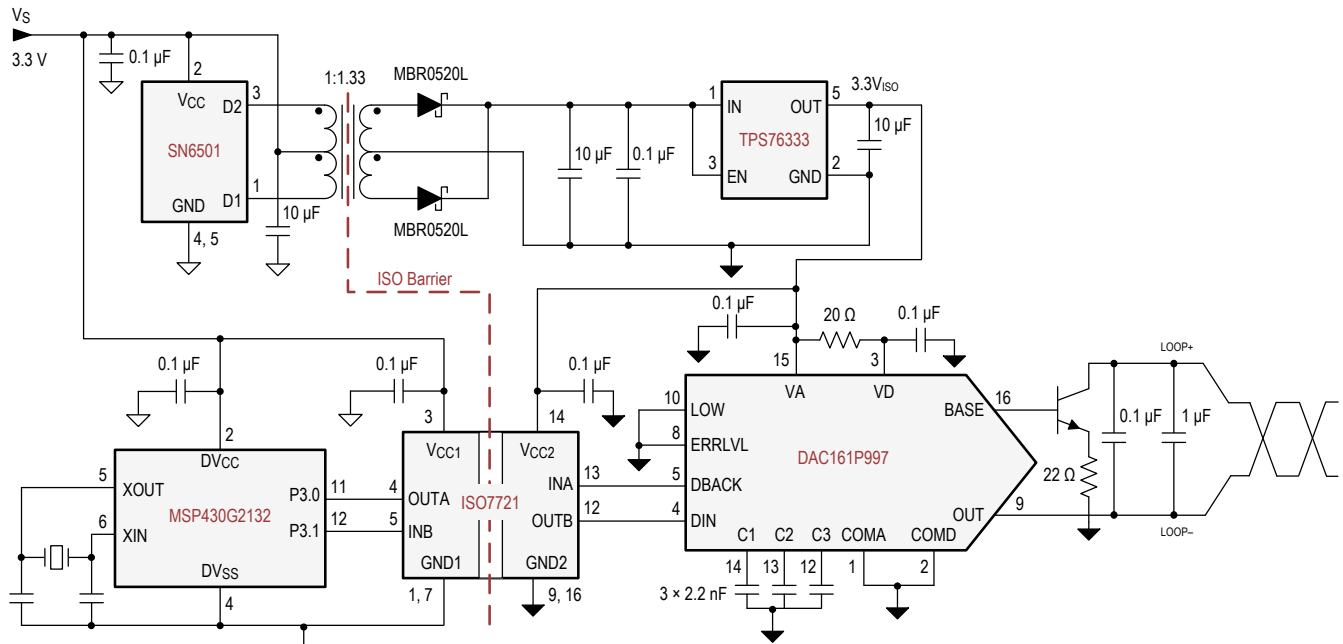 VS
3.3 V
0.1 µF
2
VCC
D2
3
SN6501
D1
1
GND
4, 5
10 µF
1:1.33
MBR0520L
MBR0520L
10 µF
0.1 µF
1
IN
OUT
5
3.3VISO
TPS76333
10 µF
3
EN
GND
2
ISO Barrier
0.1 µF
0.1 µF
3
14
0.1 µF
0.1 µF
20 Ω
0.1 µF
15
3
2
DVCC
5
XOUT
P3.0
11
MSP430G2132
6
XIN
P3.1
12
DVSS
4
VCC1
VCC2
4
OUTA
INA
13
ISO7721
5
INB
OUTB
12
GND1
GND2
1, 7
9, 16
VA
VD
10
LOW
BASE
16
8
ERRLVL
DAC161P997
5
DBACK
4
DIN
OUT
9
C1
C2
C3
COMA
COMD
14
13
12
1
2
3 × 2.2 nF
22 Ω
0.1 µF
1 µF
LOOP+
LOOP–